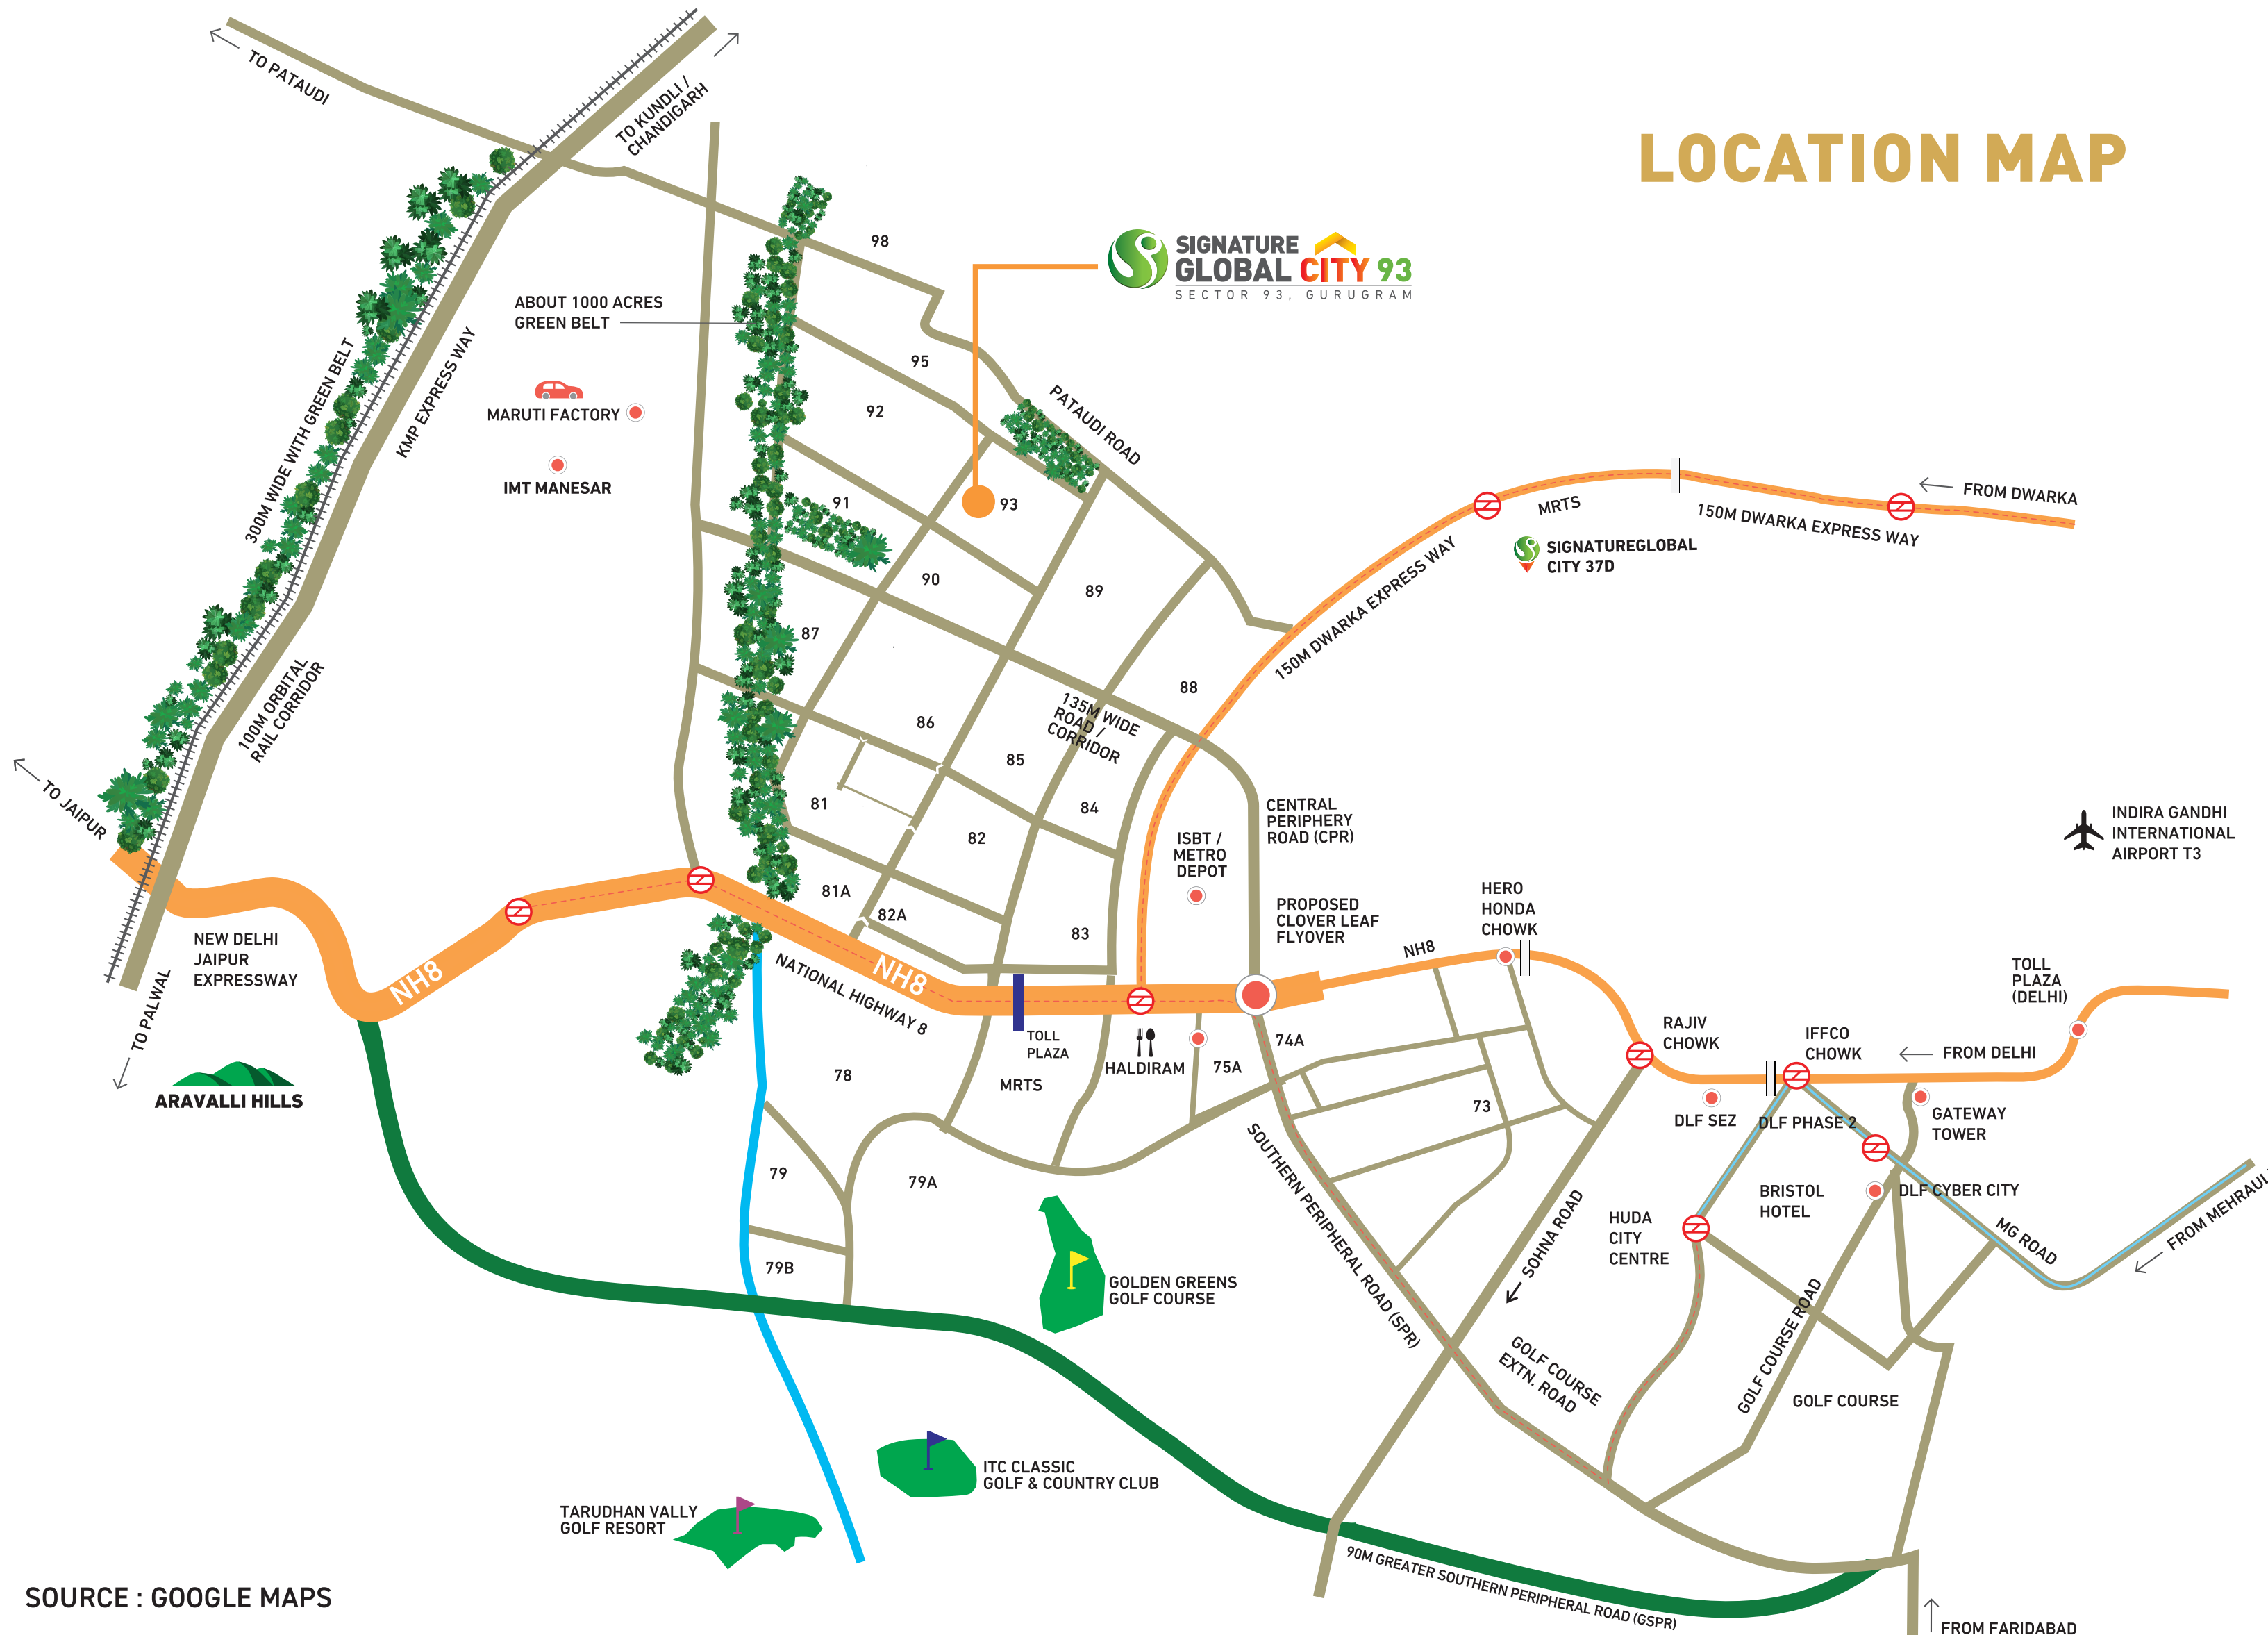 LOCATION MAP
TO PATAUDI
TO KUNDLI /
CHANDIGARH
98
SIGNATURE
GLOBAL CITY 93
SECTOR 93, GURUGRAM
ABOUT 1000 ACRES
GREEN BELT
95
92
PATAUDI ROAD
300M WIDE WITH GREEN BELT
KMP EXPRESS WAY
MARUTI FACTORY
IMT MANESAR
91
93
MRTS
150M DWARKA EXPRESS WAY
FROM DWARKA
SIGNATUREGLOBAL
CITY 37D
150M DWARKA EXPRESS WAY
90
89
87
88
100M ORBITAL
RAIL CORRIDOR
86
135M WIDE
ROAD /
CORRIDOR
85
84
81
82
TO JAIPUR
CENTRAL
PERIPHERY
ROAD (CPR)
ISBT /
METRO
DEPOT
INDIRA GANDHI
INTERNATIONAL
AIRPORT T3
81A
82A
83
PROPOSED
CLOVER LEAF
FLYOVER
HERO
HONDA
CHOWK
NEW DELHI
JAIPUR
EXPRESSWAY
NH8
NH8
NH8
NATIONAL HIGHWAY 8
TOLL
PLAZA
(DELHI)
TO PALWAL
TOLL
PLAZA
MRTS
HALDIRAM
75A
74A
RAJIV
CHOWK
IFFCO
CHOWK
FROM DELHI
78
73
DLF SEZ
DLF PHASE 2
GATEWAY
TOWER
ARAVALLI HILLS
79
79A
79B
SOUTHERN PERIPHERAL ROAD (SPR)
SOHNA ROAD
HUDA
CITY
CENTRE
BRISTOL
HOTEL
DLF CYBER CITY
MG ROAD
FROM MEHRAUL
GOLDEN GREENS
GOLF COURSE
GOLF COURSE
EXTN. ROAD
GOLF COURSE ROAD
GOLF COURSE
ITC CLASSIC
GOLF & COUNTRY CLUB
TARUDHAN VALLY
GOLF RESORT
90M GREATER SOUTHERN PERIPHERAL ROAD (GSPR)
SOURCE : GOOGLE MAPS
FROM FARIDABAD